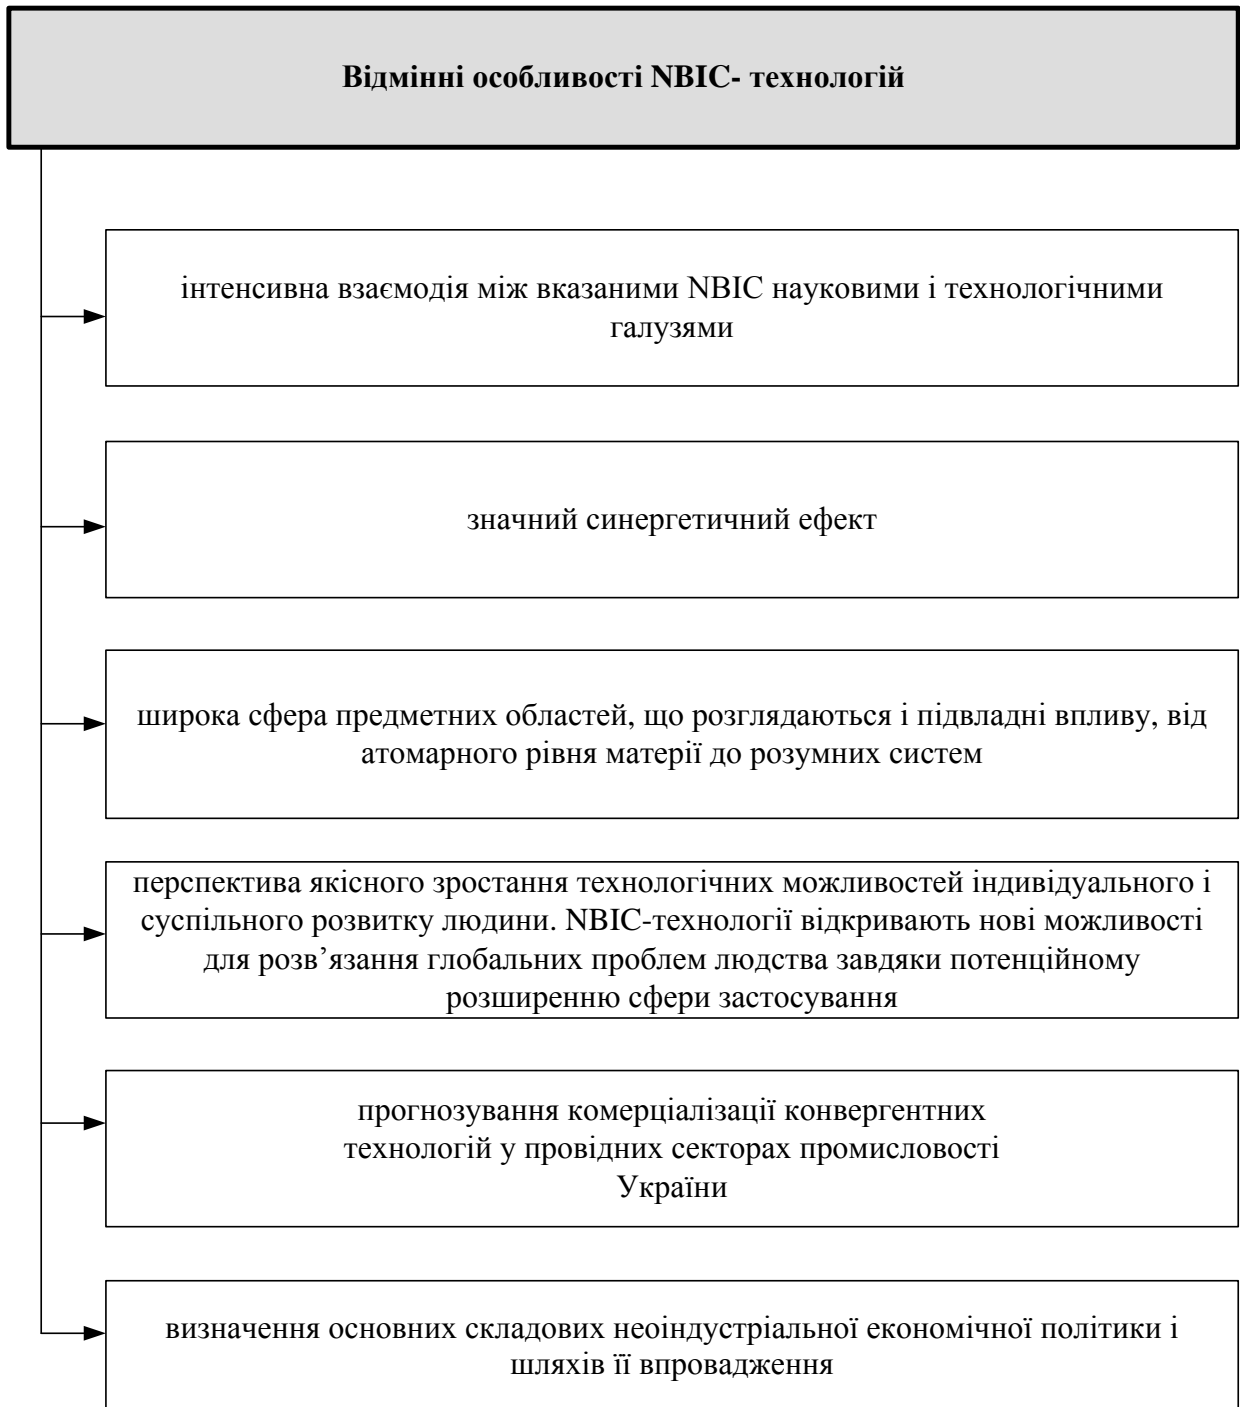 Відмінні особливості NBIC- технологій
інтенсивна взаємодія між вказаними NBIC науковими і технологічними
галузями
значний синергетичний ефект
широка сфера предметних областей, що розглядаються і підвладні впливу, від
атомарного рівня матерії до розумних систем
перспектива якісного зростання технологічних можливостей індивідуального і
суспільного розвитку людини. NBIC-технології відкривають нові можливості
для розв’язання глобальних проблем людства завдяки потенційному
розширенню сфери застосування
прогнозування комерціалізації конвергентних
технологій у провідних секторах промисловості
України
визначення основних складових неоіндустріальної економічної політики і
шляхів її впровадження